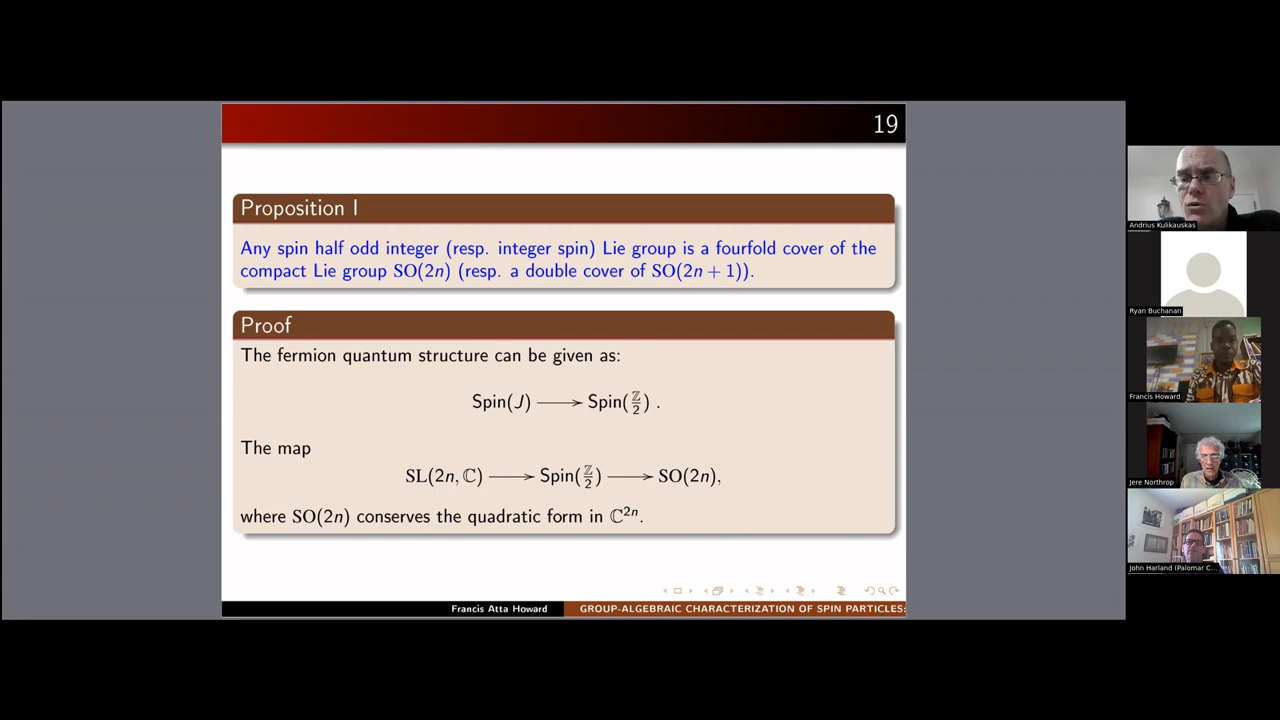 19
Proposition I
Any spin half odd integer (resp. integer spin) Lie group is a fourfold cover of the
compact Lie group SO(2n) (resp. a double cover of SO(2n + 1)).
Proof
The fermion quantum structure can be given as:
Spin(J) ⟶ Spin(ℤ/2) .
The map
SL(2n, ℂ) ⟶ Spin(ℤ/2) ⟶ SO(2n),
where SO(2n) conserves the quadratic form in ℂ²ⁿ.
Francis Atta Howard
GROUP-ALGEBRAIC CHARACTERIZATION OF SPIN PARTICLES:
Andrius Kulikauskas
Ryan Buchanan
Francis Howard
Jere Northrop
John Harland (Palomar C...